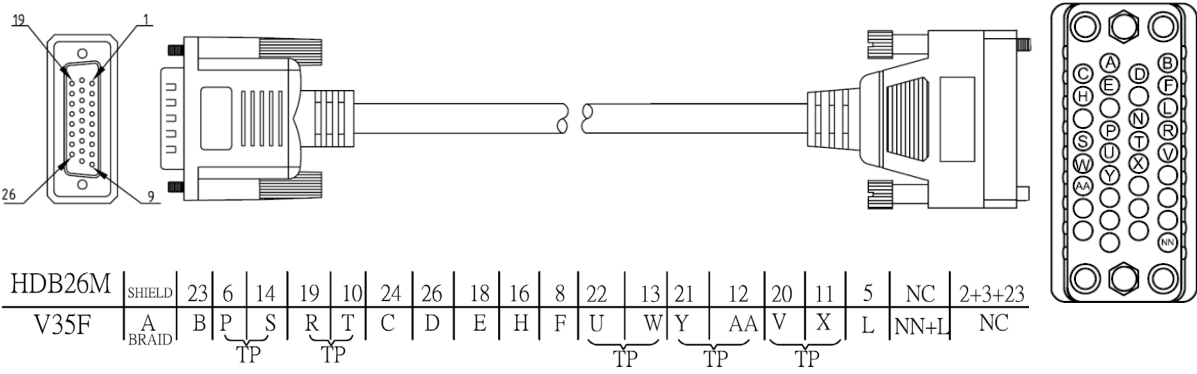 19 1
26 9
A B
C D
E F
H
L
N
P R
S T
U V
W X
Y
AA
NN
HDB26M SHIELD 23 6 14 19 10 24 26 18 16 8 22 13 21 12 20 11 5 NC 2+3+23
V35F A B P S R T C D E H F U W Y AA V X L NN+L NC
BRAID
TP TP TP TP TP